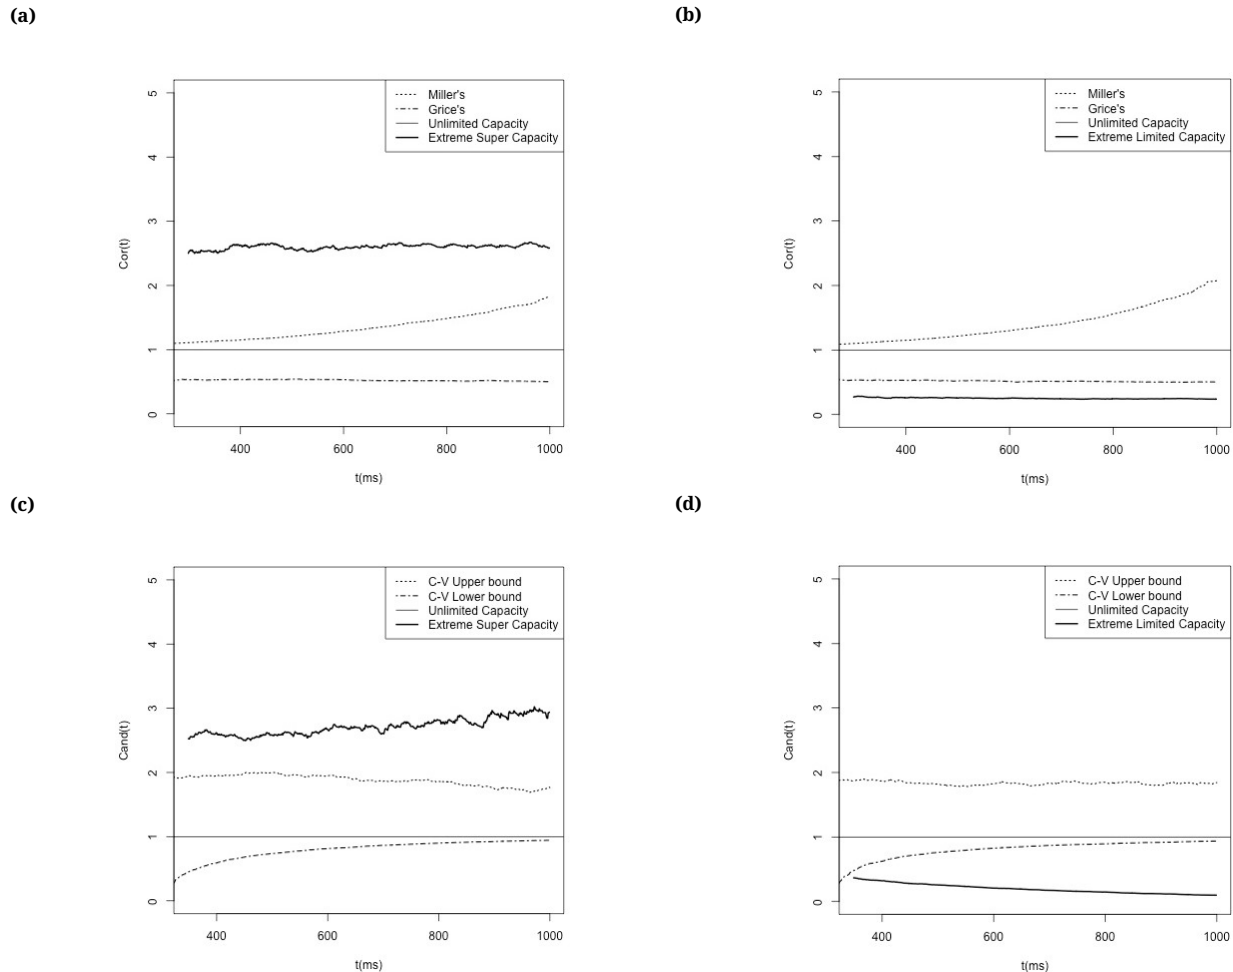 (a)
Miller's
Grice's
Unlimited Capacity
Extreme Super Capacity
Cor(t)
5
4
3
2
1
0
400
600
800
1000
t(ms)
(b)
Miller's
Grice's
Unlimited Capacity
Extreme Limited Capacity
Cor(t)
5
4
3
2
1
0
400
600
800
1000
t(ms)
(c)
C-V Upper bound
C-V Lower bound
Unlimited Capacity
Extreme Super Capacity
Cand(t)
5
4
3
2
1
0
400
600
800
1000
t(ms)
(d)
C-V Upper bound
C-V Lower bound
Unlimited Capacity
Extreme Limited Capacity
Cand(t)
5
4
3
2
1
0
400
600
800
1000
t(ms)